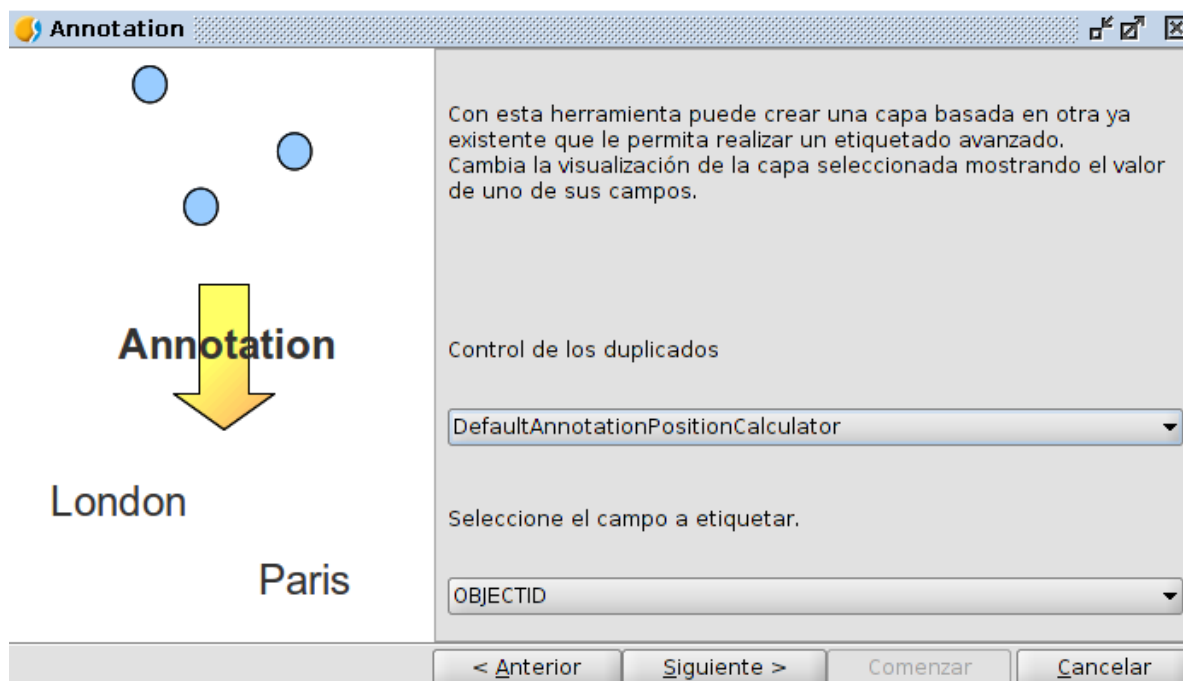 Annotation
Con esta herramienta puede crear una capa basada en otra ya
existente que le permita realizar un etiquetado avanzado.
Cambia la visualización de la capa seleccionada mostrando el valor
de uno de sus campos.
Annotation
London
Paris
Control de los duplicados
DefaultAnnotationPositionCalculator
Seleccione el campo a etiquetar.
OBJECTID
< Anterior
Siguiente >
Comenzar
Cancelar